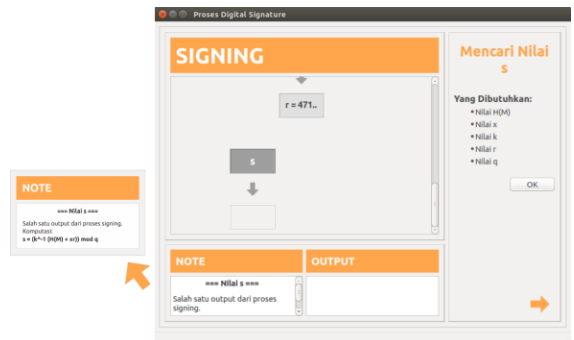 Proses Digital Signature
SIGNING
r = 471..
s
Mencari Nilai
s
Yang Dibutuhkan:
• Nilai H(M)
• Nilai x
• Nilai k
• Nilai r
• Nilai q
OK
NOTE
=== Nilai s ===
Salah satu output dari proses signing.
Komputasi:
s = (k^-1 (H(M) + xr)) mod q
NOTE
=== Nilai s ===
Salah satu output dari proses
signing.
OUTPUT